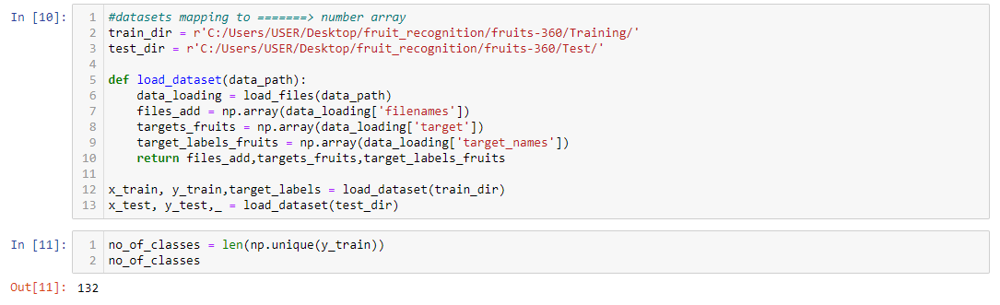 In [10]:
1 #datasets mapping to =======> number array
2 train_dir = r'C:/Users/USER/Desktop/fruit_recognition/fruits-360/Training/'
3 test_dir = r'C:/Users/USER/Desktop/fruit_recognition/fruits-360/Test/'
4
5 def load_dataset(data_path):
6     data_loading = load_files(data_path)
7     files_add = np.array(data_loading['filenames'])
8     targets_fruits = np.array(data_loading['target'])
9     target_labels_fruits = np.array(data_loading['target_names'])
10     return files_add,targets_fruits,target_labels_fruits
11
12 x_train, y_train,target_labels = load_dataset(train_dir)
13 x_test, y_test,_ = load_dataset(test_dir)
In [11]:
1 no_of_classes = len(np.unique(y_train))
2 no_of_classes
Out[11]: 132